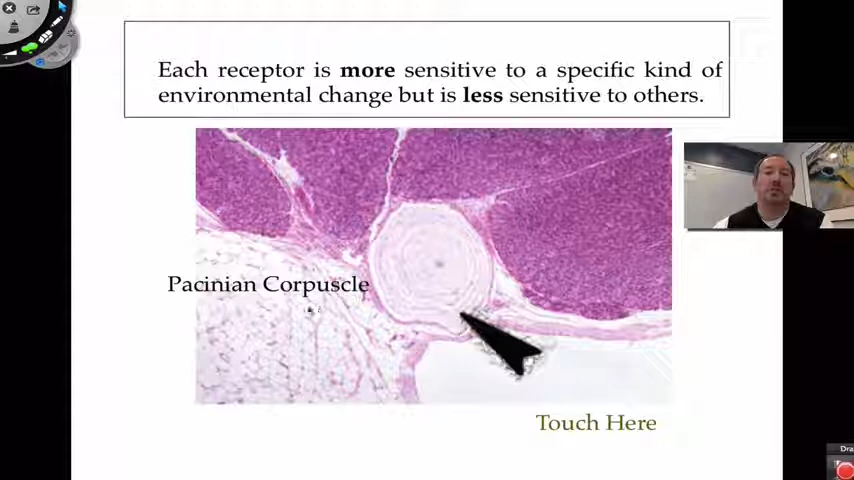 Each receptor is more sensitive to a specific kind of
environmental change but is less sensitive to others.
Pacinian Corpuscle
Touch Here
Dra